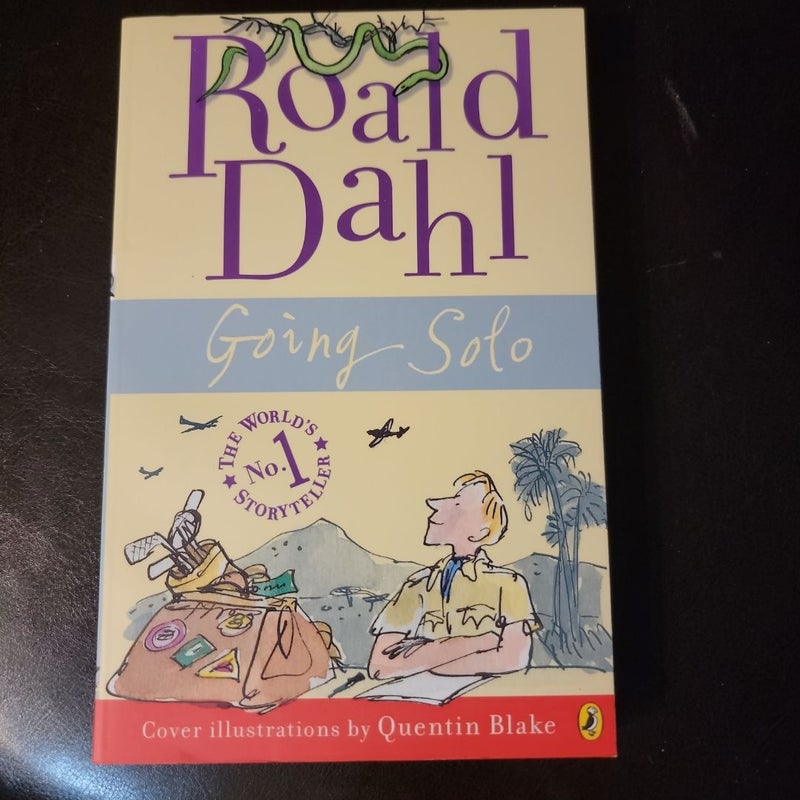 Roald
Dahl
Going Solo
THE WORLD'S
No.1
STORYTELLER
Cover illustrations by Quentin Blake